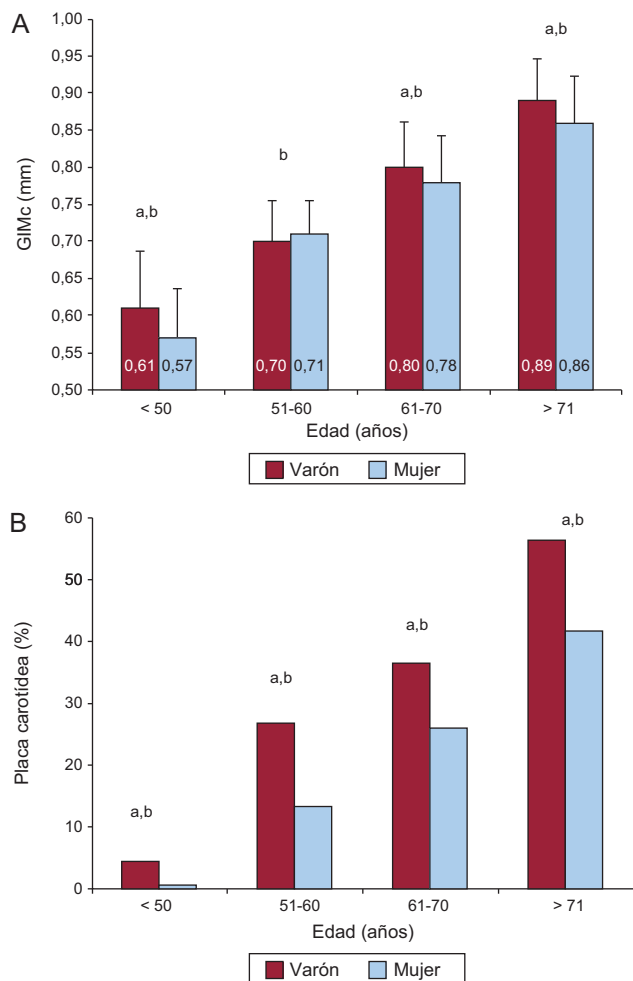 A
1,00
0,95
0,90
0,85
0,80
0,75
0,70
0,65
0,60
0,55
0,50
GIMc (mm)
a,b
b
a,b
a,b
0,61 0,57 0,70 0,71 0,80 0,78 0,89 0,86
< 50 51-60 61-70 > 71
Edad (años)
Varón Mujer
B
60
50
40
30
20
10
0
Placa carotídea (%)
a,b
a,b
a,b
a,b
< 50 51-60 61-70 > 71
Edad (años)
Varón Mujer